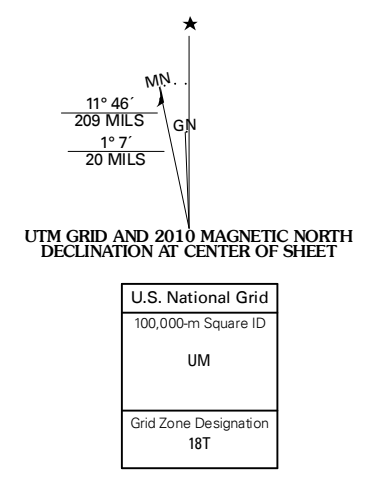 ★
MN
11° 46´
209 MILS
GN
1° 7´
20 MILS
UTM GRID AND 2010 MAGNETIC NORTH
DECLINATION AT CENTER OF SHEET
U.S. National Grid
100,000-m Square ID
UM
Grid Zone Designation
18T